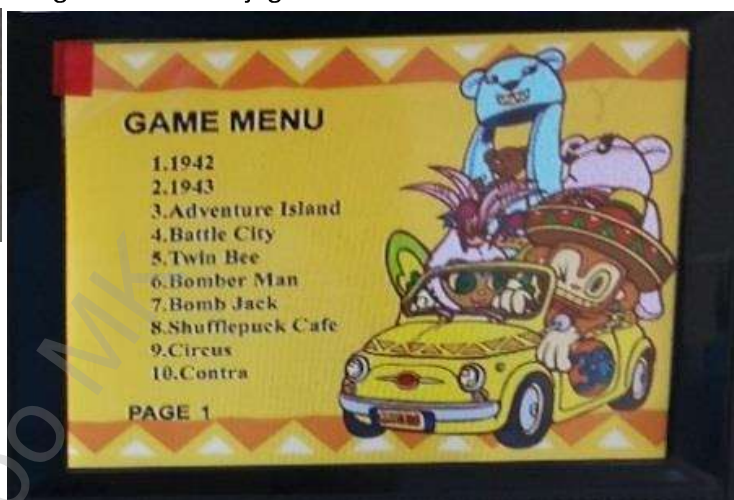 GAME MENU
1.1942
2.1943
3.Adventure Island
4.Battle City
5.Twin Bee
6.Bomber Man
7.Bomb Jack
8.Shufflepuck Cafe
9.Circus
10.Contra
PAGE 1